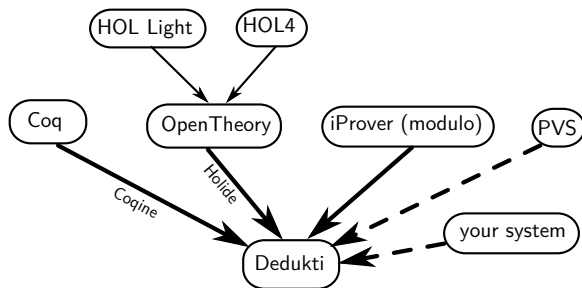 HOL Light
HOL4
Coq
OpenTheory
iProver (modulo)
PVS
Coqine
Holide
your system
Dedukti